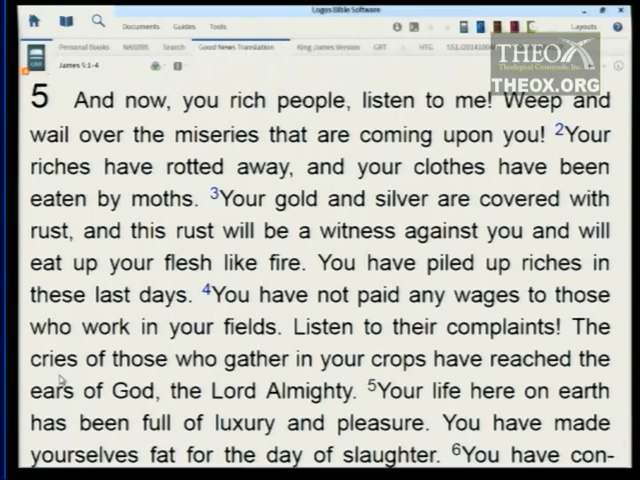 Logos Bible Software
Documents Guides Tools Layouts
Personal Books NASB95 Search Good News Translation King James Version GRT HTG
James 5:1-4
THEOX
THEOX.ORG
5 And now, you rich people, listen to me! Weep and
wail over the miseries that are coming upon you! 2Your
riches have rotted away, and your clothes have been
eaten by moths. 3Your gold and silver are covered with
rust, and this rust will be a witness against you and will
eat up your flesh like fire. You have piled up riches in
these last days. 4You have not paid any wages to those
who work in your fields. Listen to their complaints! The
cries of those who gather in your crops have reached the
ears of God, the Lord Almighty. 5Your life here on earth
has been full of luxury and pleasure. You have made
yourselves fat for the day of slaughter. 6You have con-